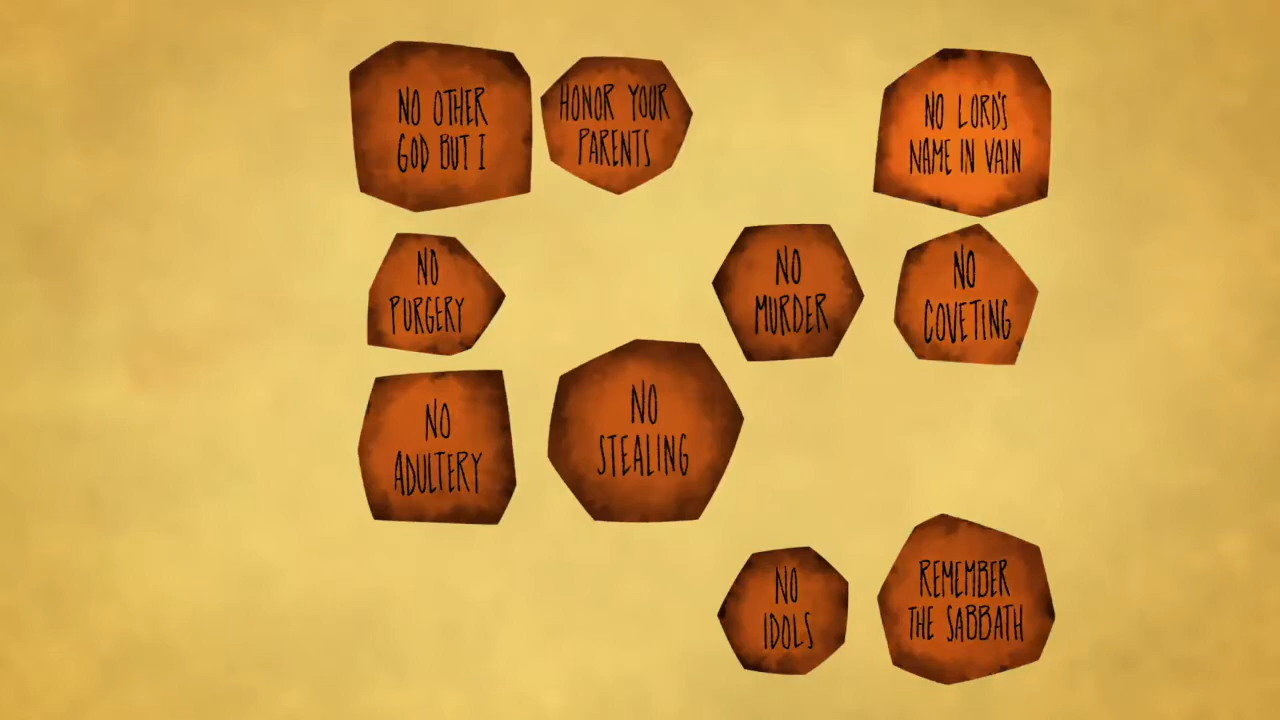 NO OTHER
GOD BUT I
HONOR YOUR
PARENTS
NO LORD'S
NAME IN VAIN
NO
PURGERY
NO
MURDER
NO
COVETING
NO
ADULTERY
NO
STEALING
NO
IDOLS
REMEMBER
THE SABBATH